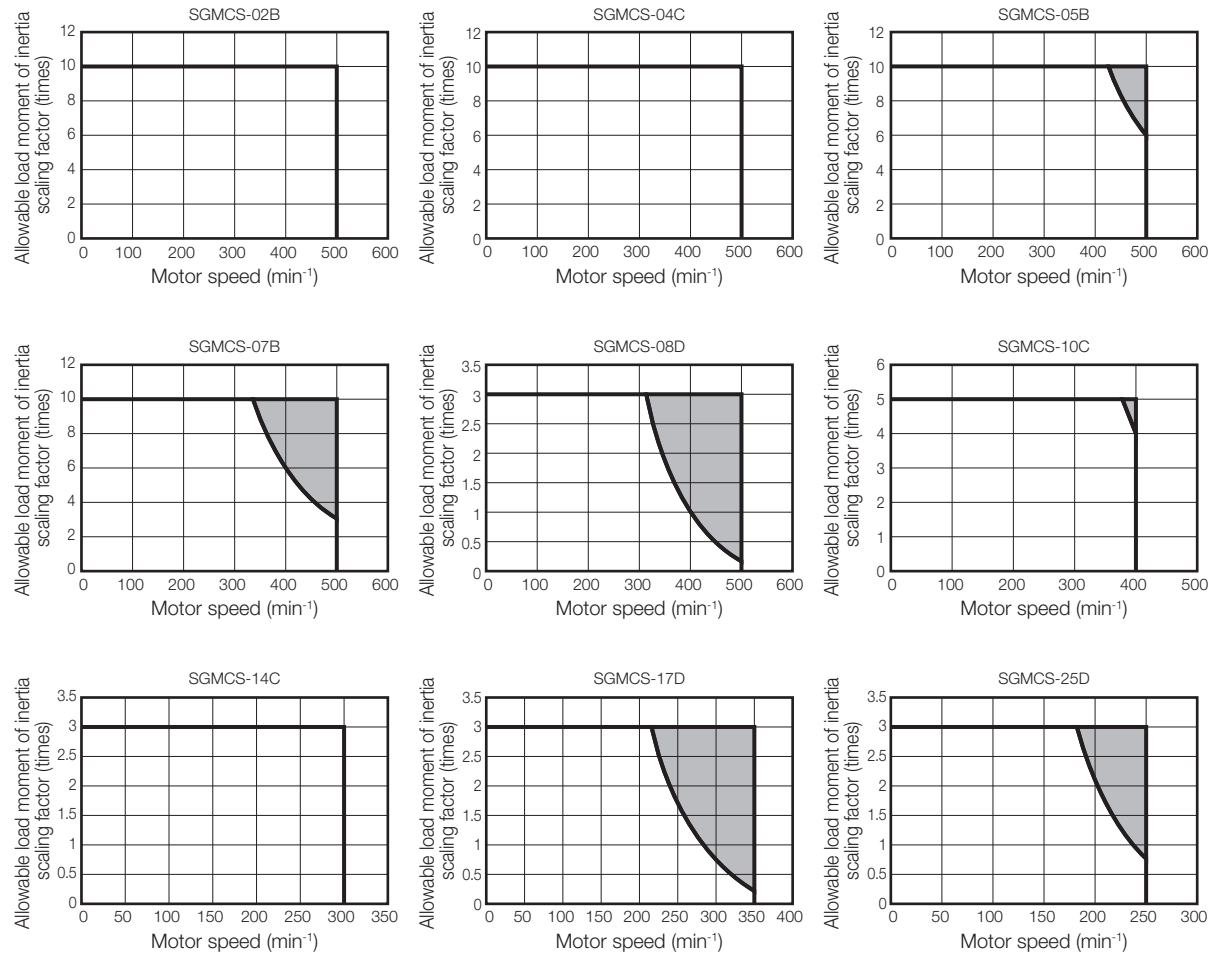 SGMCS-02B
Allowable load moment of inertia
scaling factor (times)
12
10
8
6
4
2
0
0 100 200 300 400 500 600
Motor speed (min-1)
SGMCS-04C
Allowable load moment of inertia
scaling factor (times)
12
10
8
6
4
2
0
0 100 200 300 400 500 600
Motor speed (min-1)
SGMCS-05B
Allowable load moment of inertia
scaling factor (times)
12
10
8
6
4
2
0
0 100 200 300 400 500 600
Motor speed (min-1)
SGMCS-07B
Allowable load moment of inertia
scaling factor (times)
12
10
8
6
4
2
0
0 100 200 300 400 500 600
Motor speed (min-1)
SGMCS-08D
Allowable load moment of inertia
scaling factor (times)
3.5
3
2.5
2
1.5
1
0.5
0
0 100 200 300 400 500 600
Motor speed (min-1)
SGMCS-10C
Allowable load moment of inertia
scaling factor (times)
6
5
4
3
2
1
0
0 100 200 300 400 500
Motor speed (min-1)
SGMCS-14C
Allowable load moment of inertia
scaling factor (times)
3.5
3
2.5
2
1.5
1
0.5
0
0 50 100 150 200 250 300 350
Motor speed (min-1)
SGMCS-17D
Allowable load moment of inertia
scaling factor (times)
3.5
3
2.5
2
1.5
1
0.5
0
0 50 100 150 200 250 300 350 400
Motor speed (min-1)
SGMCS-25D
Allowable load moment of inertia
scaling factor (times)
3.5
3
2.5
2
1.5
1
0.5
0
0 50 100 150 200 250 300
Motor speed (min-1)